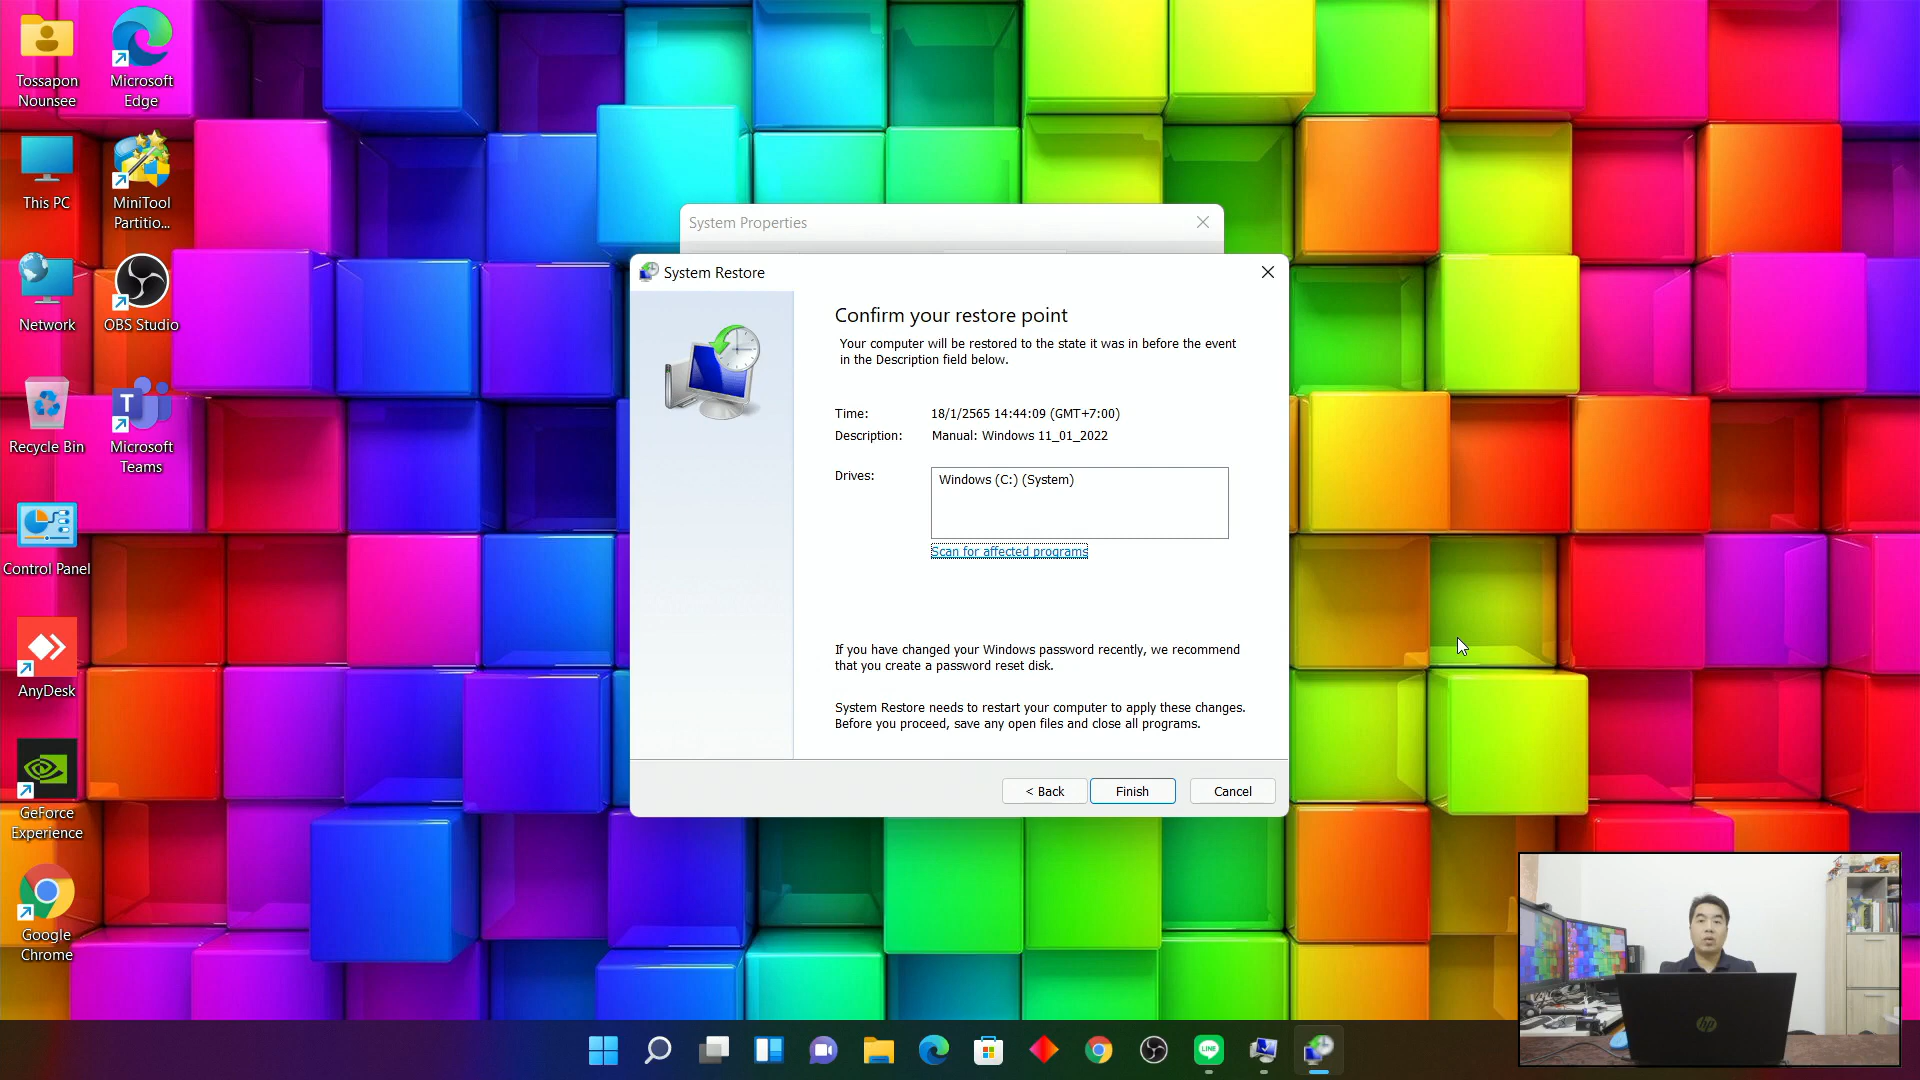 Tossapon
Nounsee
Microsoft
Edge
This PC
MiniTool
Partitio...
Network
OBS Studio
Recycle Bin
Microsoft
Teams
Control Panel
AnyDesk
GeForce
Experience
Google
Chrome
System Properties
System Restore
Confirm your restore point
Your computer will be restored to the state it was in before the event
in the Description field below.
Time: 18/1/2565 14:44:09 (GMT+7:00)
Description: Manual: Windows 11_01_2022
Drives: Windows (C:) (System)
Scan for affected programs
If you have changed your Windows password recently, we recommend
that you create a password reset disk.
System Restore needs to restart your computer to apply these changes.
Before you proceed, save any open files and close all programs.
< Back Finish Cancel
T
LINE
hp